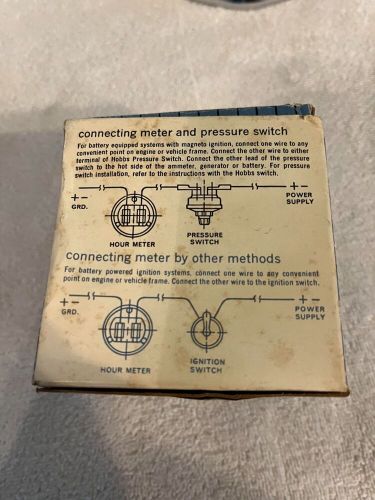 connecting meter and pressure switch
For battery equipped systems with magneto ignition, connect one wire to any
convenient point on engine or vehicle frame. Connect the other wire to either
terminal of Hobbs Pressure Switch. Connect the other lead of the pressure
switch to the hot side of the ammeter, generator or battery. For pressure
switch installation, refer to the instructions with the Hobbs switch.
+ -
GRD.
HOUR METER
PRESSURE
SWITCH
+ -
POWER
SUPPLY
connecting meter by other methods
For battery powered ignition systems, connect one wire to any convenient
point on engine or vehicle frame. Connect the other wire to the ignition switch.
+ -
GRD.
HOUR METER
IGNITION
SWITCH
+ -
POWER
SUPPLY